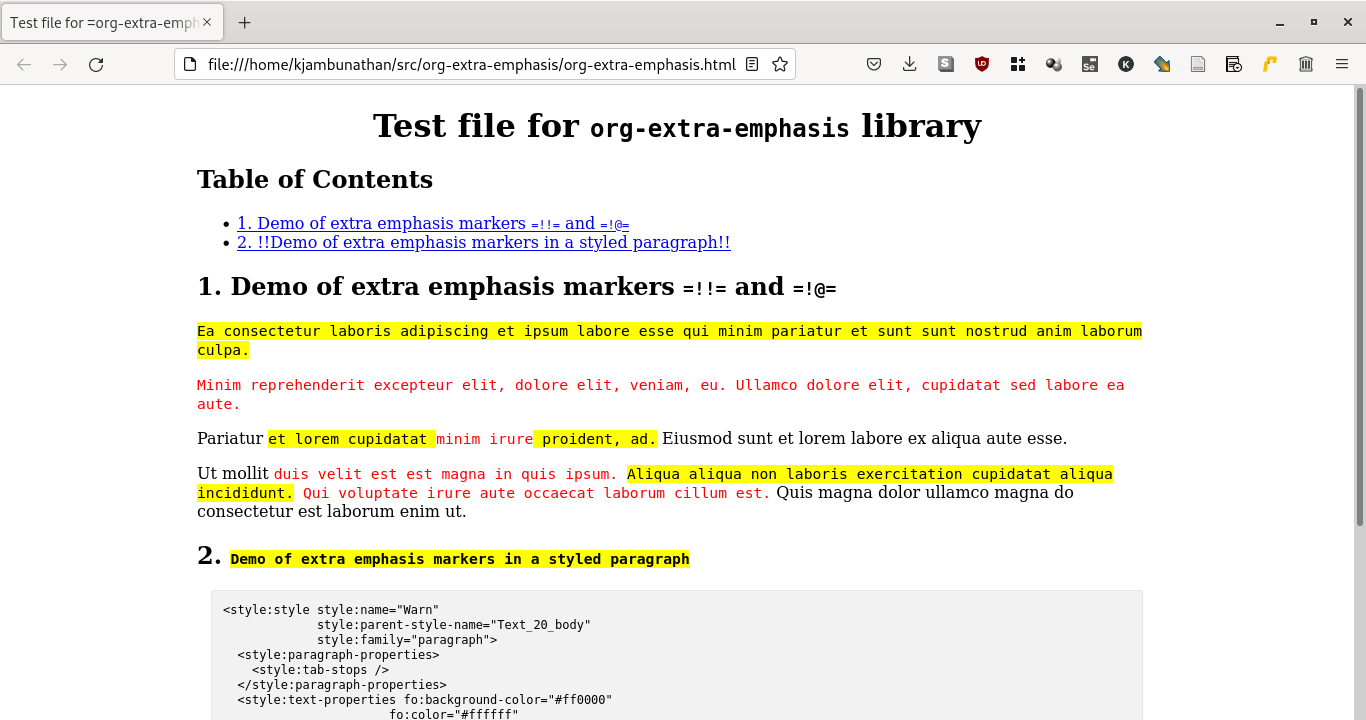 Test file for =org-extra-emph
file:///home/kjambunathan/src/org-extra-emphasis/org-extra-emphasis.html
S
UD
Se
K
Test file for org-extra-emphasis library
Table of Contents
• 1. Demo of extra emphasis markers =!!= and =!@=
• 2. !!Demo of extra emphasis markers in a styled paragraph!!
1. Demo of extra emphasis markers =!!= and =!@=
Ea consectetur laboris adipiscing et ipsum labore esse qui minim pariatur et sunt sunt nostrud anim laborum
culpa.
Minim reprehenderit excepteur elit, dolore elit, veniam, eu. Ullamco dolore elit, cupidatat sed labore ea
aute.
Pariatur et lorem cupidatat minim irure proident, ad. Eiusmod sunt et lorem labore ex aliqua aute esse.
Ut mollit duis velit est est magna in quis ipsum. Aliqua aliqua non laboris exercitation cupidatat aliqua
incididunt. Qui voluptate irure aute occaecat laborum cillum est. Quis magna dolor ullamco magna do
consectetur est laborum enim ut.
2. Demo of extra emphasis markers in a styled paragraph
<style:style style:name="Warn"
style:parent-style-name="Text_20_body"
style:family="paragraph">
<style:paragraph-properties>
<style:tab-stops />
</style:paragraph-properties>
<style:text-properties fo:background-color="#ff0000"
fo:color="#ffffff"